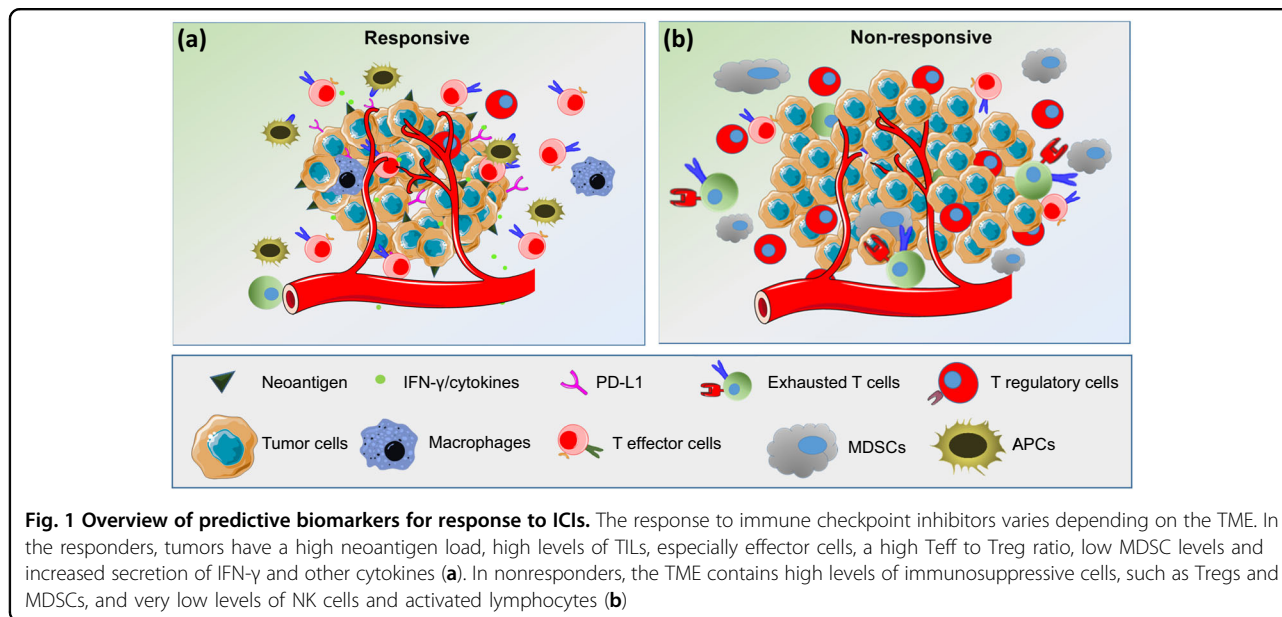 (a) Responsive
(b) Non-responsive
Neoantigen IFN-γ/cytokines PD-L1 Exhausted T cells T regulatory cells
Tumor cells Macrophages T effector cells MDSCs APCs
Fig. 1 Overview of predictive biomarkers for response to ICIs. The response to immune checkpoint inhibitors varies depending on the TME. In
the responders, tumors have a high neoantigen load, high levels of TILs, especially effector cells, a high Teff to Treg ratio, low MDSC levels and
increased secretion of IFN-γ and other cytokines (a). In nonresponders, the TME contains high levels of immunosuppressive cells, such as Tregs and
MDSCs, and very low levels of NK cells and activated lymphocytes (b)